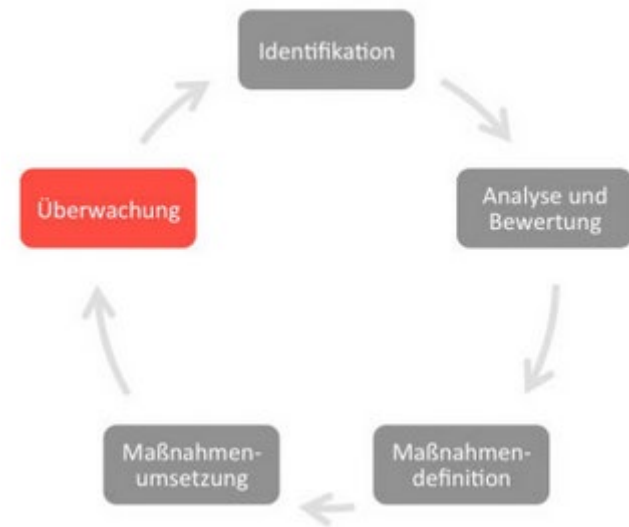 Identifikation
Analyse und
Bewertung
Maßnahmen-
definition
Maßnahmen-
umsetzung
Überwachung